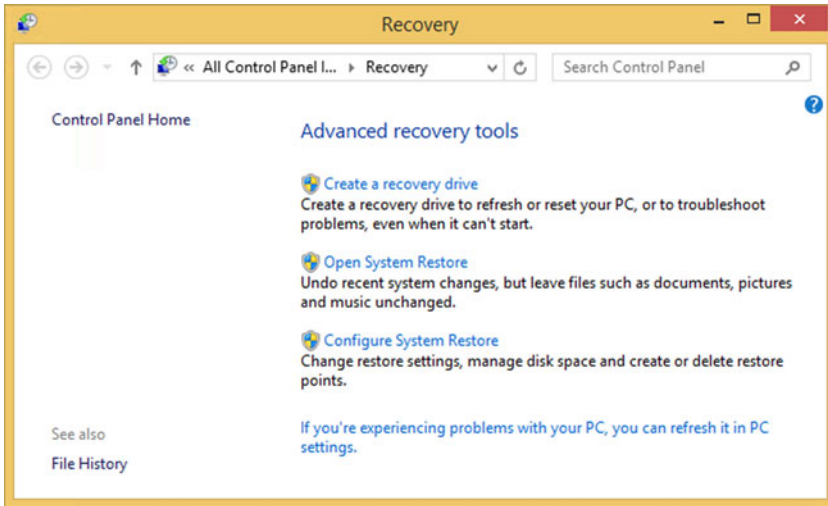 Recovery
« All Control Panel I... Recovery
Search Control Panel
Control Panel Home
Advanced recovery tools
Create a recovery drive
Create a recovery drive to refresh or reset your PC, or to troubleshoot
problems, even when it can't start.
Open System Restore
Undo recent system changes, but leave files such as documents, pictures
and music unchanged.
Configure System Restore
Change restore settings, manage disk space and create or delete restore
points.
If you're experiencing problems with your PC, you can refresh it in PC
settings.
See also
File History